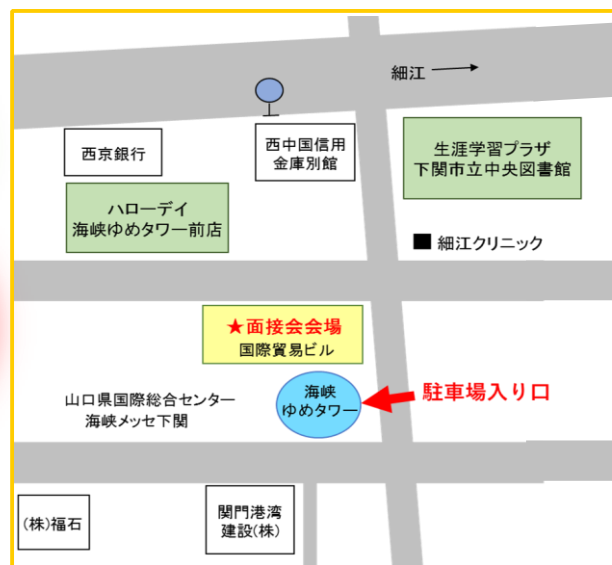 細江
西京銀行
西中国信用
金庫別館
生涯学習プラザ
下関市立中央図書館
ハローデイ
海峡ゆめタワー前店
■ 細江クリニック
★面接会会場
国際貿易ビル
海峡
ゆめタワー
駐車場入り口
山口県国際総合センター
海峡メッセ下関
(株)福石
関門港湾
建設(株)